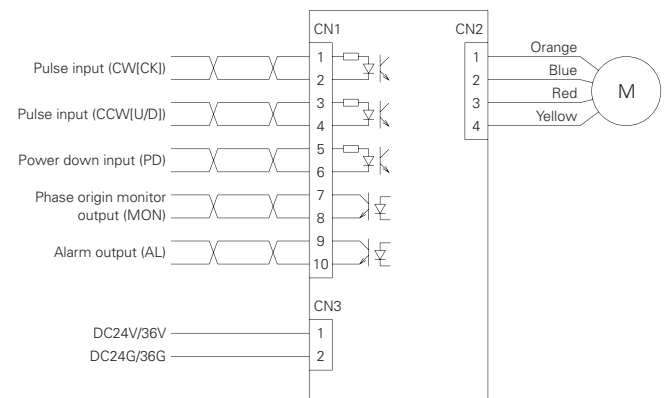 CN1
CN2
Pulse input (CW[CK])
1
2
Pulse input (CCW[U/D])
3
4
Power down input (PD)
5
6
Phase origin monitor
output (MON)
7
8
Alarm output (AL)
9
10
1
Orange
2
Blue
3
Red
4
Yellow
M
CN3
DC24V/36V
1
DC24G/36G
2